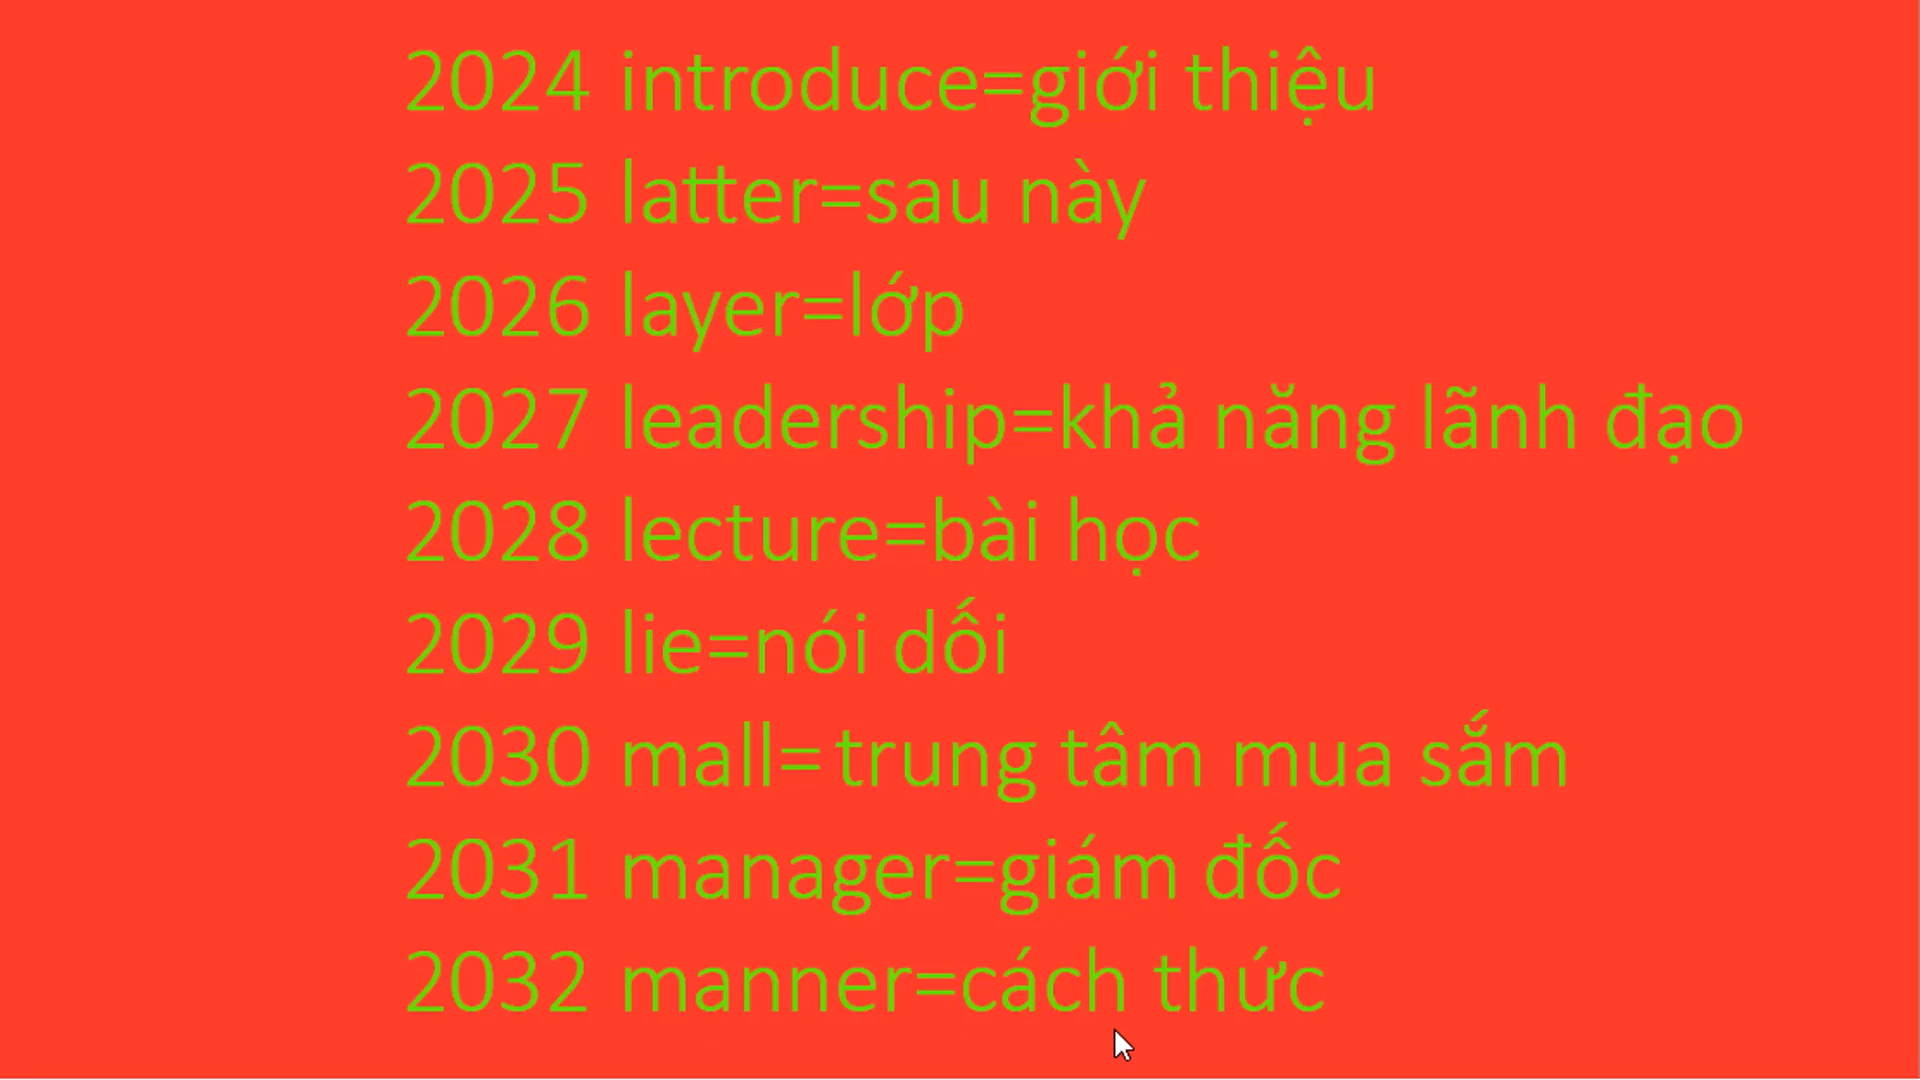 2024 introduce=giới thiệu
2025 latter=sau này
2026 layer=lớp
2027 leadership=khả năng lãnh đạo
2028 lecture=bài học
2029 lie=nói dối
2030 mall= trung tâm mua sắm
2031 manager=giám đốc
2032 manner=cách thức